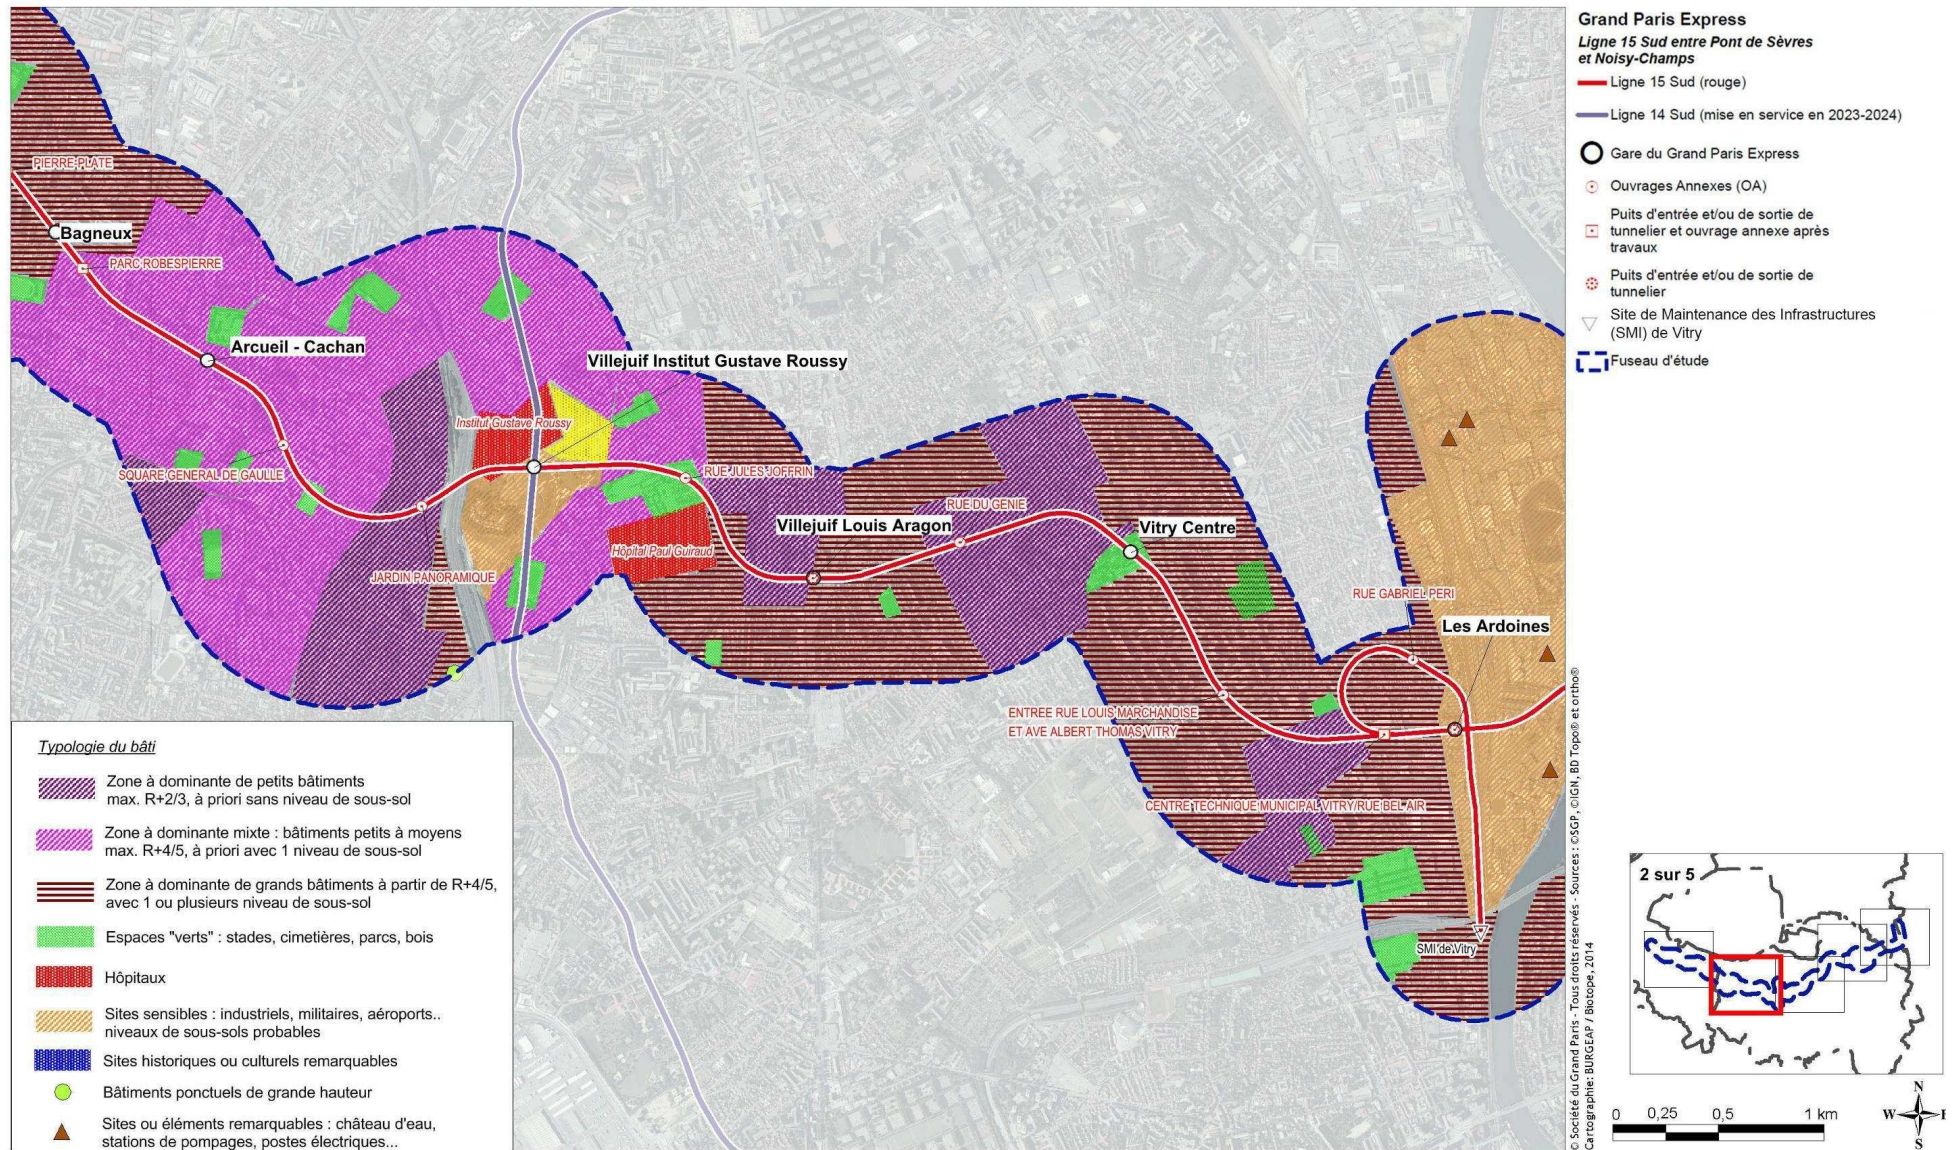 PIERRE PLATE
Bagneux
PARC ROBESPIERRE
Arcueil - Cachan
Villejuif Institut Gustave Roussy
Institut Gustave Roussy
SQUARE GENERAL DE GAULLE
RUE JULES JOFFRIN
Villejuif Louis Aragon
RUE DU GENIE
Vitry Centre
Hôpital Paul Guiraud
JARDIN PANORAMIQUE
RUE GABRIEL PERI
Les Ardoines
ENTREE RUE LOUIS MARCHANDISE
ET AVE ALBERT THOMAS VITRY
CENTRE TECHNIQUE MUNICIPAL VITRY/RUE BEL AIR
SMI de Vitry
Typologie du bâti
Zone à dominante de petits bâtiments
max. R+2/3, à priori sans niveau de sous-sol
Zone à dominante mixte : bâtiments petits à moyens
max. R+4/5, à priori avec 1 niveau de sous-sol
Zone à dominante de grands bâtiments à partir de R+4/5,
avec 1 ou plusieurs niveau de sous-sol
Espaces "verts" : stades, cimetières, parcs, bois
Hôpitaux
Sites sensibles : industriels, militaires, aéroports..
niveaux de sous-sols probables
Sites historiques ou culturels remarquables
Bâtiments ponctuels de grande hauteur
Sites ou éléments remarquables : château d'eau,
stations de pompages, postes électriques...
Grand Paris Express
Ligne 15 Sud entre Pont de Sèvres
et Noisy-Champs
Ligne 15 Sud (rouge)
Ligne 14 Sud (mise en service en 2023-2024)
Gare du Grand Paris Express
Ouvrages Annexes (OA)
Puits d'entrée et/ou de sortie de
tunnelier et ouvrage annexe après
travaux
Puits d'entrée et/ou de sortie de
tunnelier
Site de Maintenance des Infrastructures
(SMI) de Vitry
Fuseau d'étude
© Société du Grand Paris - Tous droits réservés - Sources : ©SGP, ©IGN, BD Topo® et ortho®
Cartographie: BURGEAP / Biotope, 2014
2 sur 5
0 0,25 0,5 1 km
N
W E
S